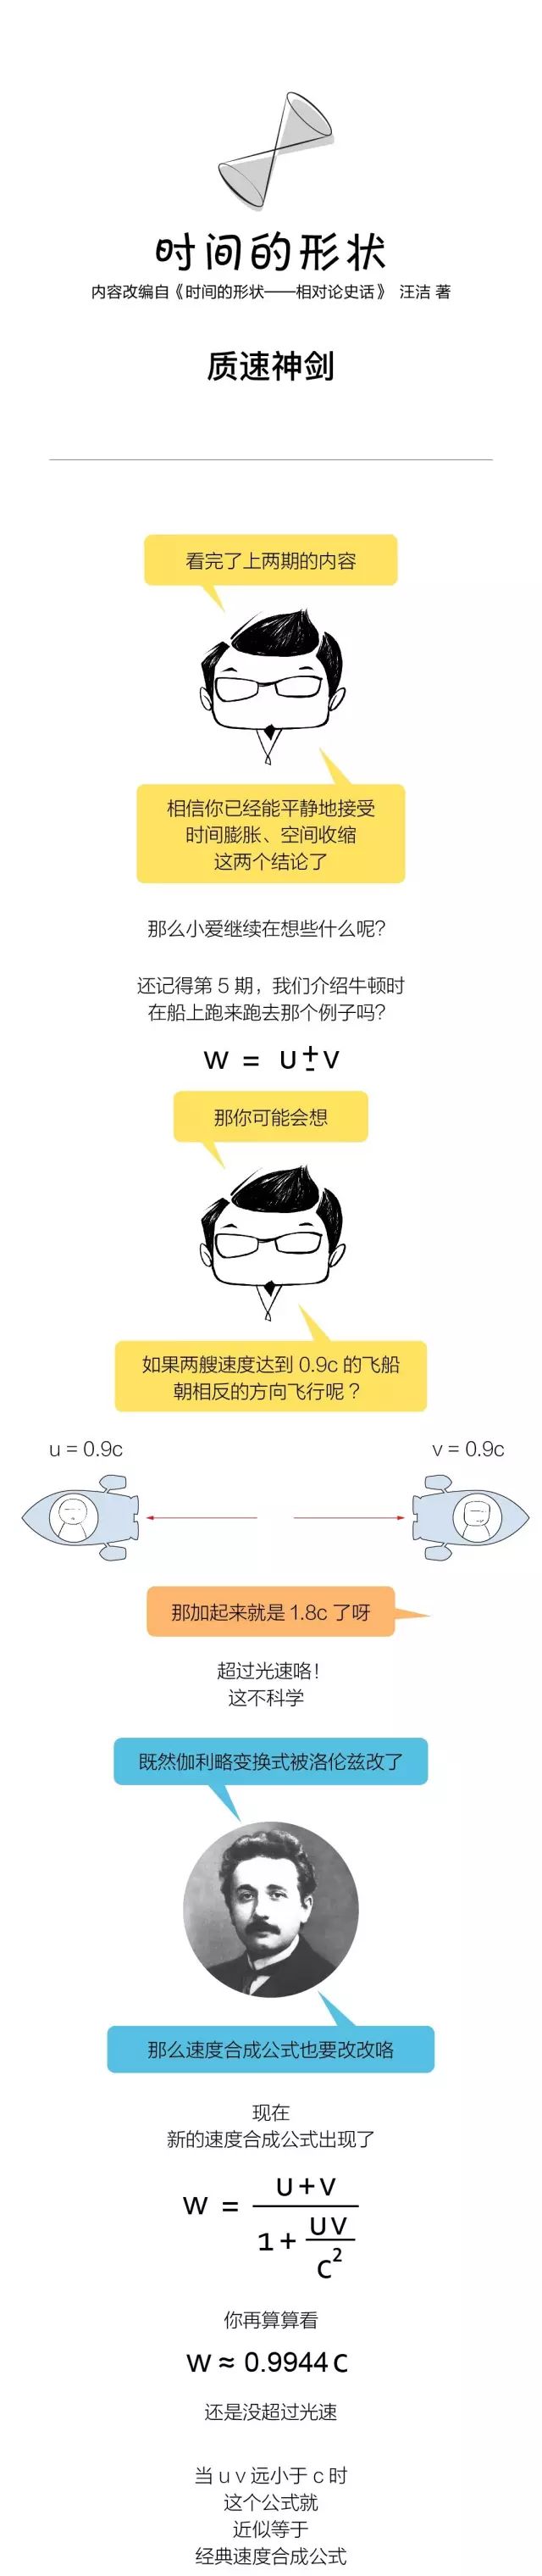 时间的形状
内容改编自《时间的形状——相对论史话》 汪洁 著
质速神剑
看完了上两期的内容
相信你已经能平静地接受
时间膨胀、空间收缩
这两个结论了
那么小爱继续在想些什么呢?
还记得第 5 期，我们介绍牛顿时
在船上跑来跑去那个例子吗?
w = u±v
那你可能会想
如果两艘速度达到 0.9c 的飞船
朝相反的方向飞行呢？
u = 0.9c
v = 0.9c
那加起来就是 1.8c 了呀
超过光速咯！
这不科学
既然伽利略变换式被洛伦兹改了
那么速度合成公式也要改改咯
现在
新的速度合成公式出现了
w = (u+v)/(1+uv/c²)
你再算算看
w ≈ 0.9944c
还是没超过光速
当 u v 远小于 c 时
这个公式就
近似等于
经典速度合成公式